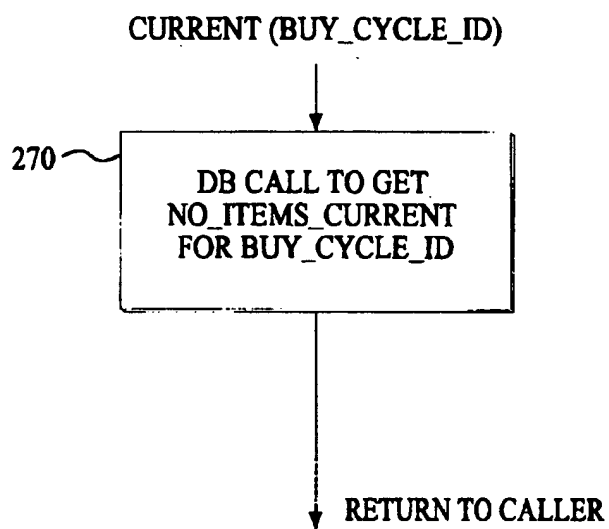 CURRENT (BUY_CYCLE_ID)
270
DB CALL TO GET
NO_ITEMS_CURRENT
FOR BUY_CYCLE_ID
RETURN TO CALLER